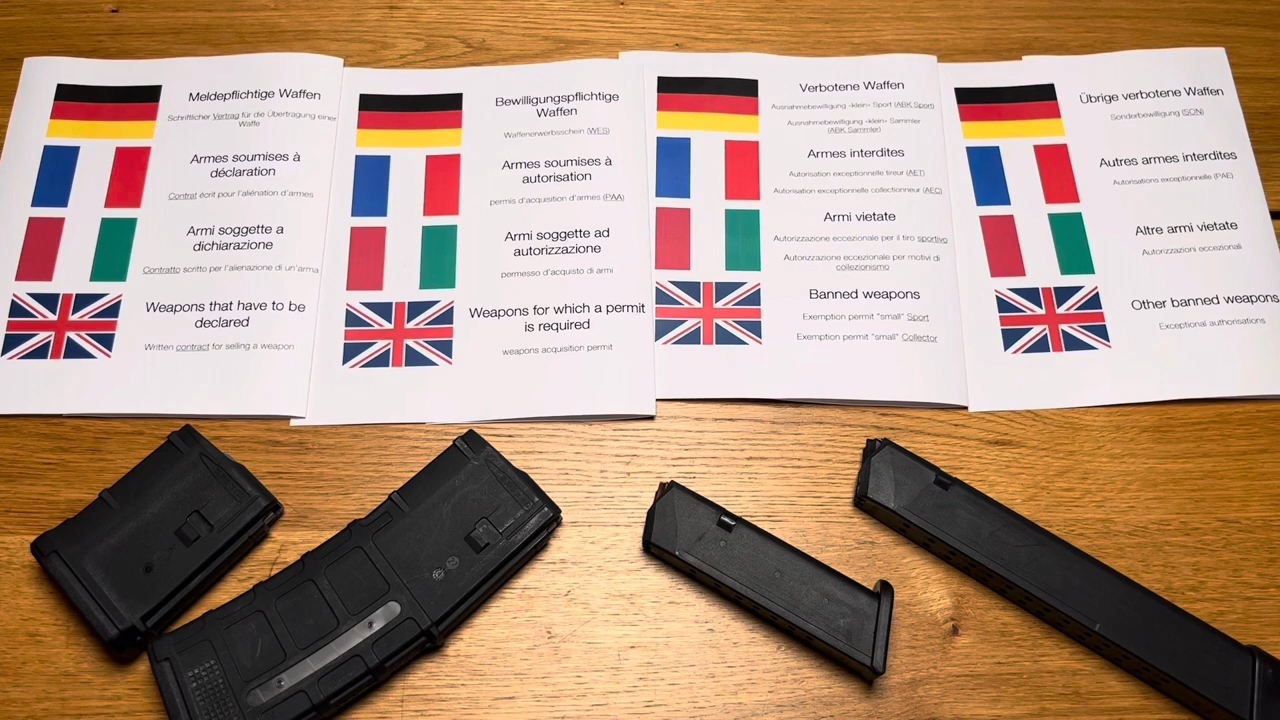 Meldepflichtige Waffen
Schriftlicher Vertrag für die Übertragung einer
Waffe
Armes soumises à
déclaration
Contrat écrit pour l'aliénation d'armes
Armi soggette a
dichiarazione
Contratto scritto per l'alienazione di un'arma
Weapons that have to be
declared
Written contract for selling a weapon
Bewilligungspflichtige
Waffen
Waffenerwerbsschein (WES)
Armes soumises à
autorisation
permis d'acquisition d'armes (PAA)
Armi soggette ad
autorizzazione
permesso d'acquisto di armi
Weapons for which a permit
is required
weapons acquisition permit
Verbotene Waffen
Ausnahmebewilligung «klein» Sport (ABK Sport)
Ausnahmebewilligung «klein» Sammler
(ABK Sammler)
Armes interdites
Autorisation exceptionnelle tireur (AET)
Autorisation exceptionnelle collectionneur (AEC)
Armi vietate
Autorizzazione eccezionale per il tiro sportivo
Autorizzazione eccezionale per motivi di
collezionismo
Banned weapons
Exemption permit "small" Sport
Exemption permit "small" Collector
Übrige verbotene Waffen
Sonderbewilligung (SON)
Autres armes interdites
Autorisations exceptionnelle (PAE)
Altre armi vietate
Autorizzazioni eccezionali
Other banned weapons
Exceptional authorisations